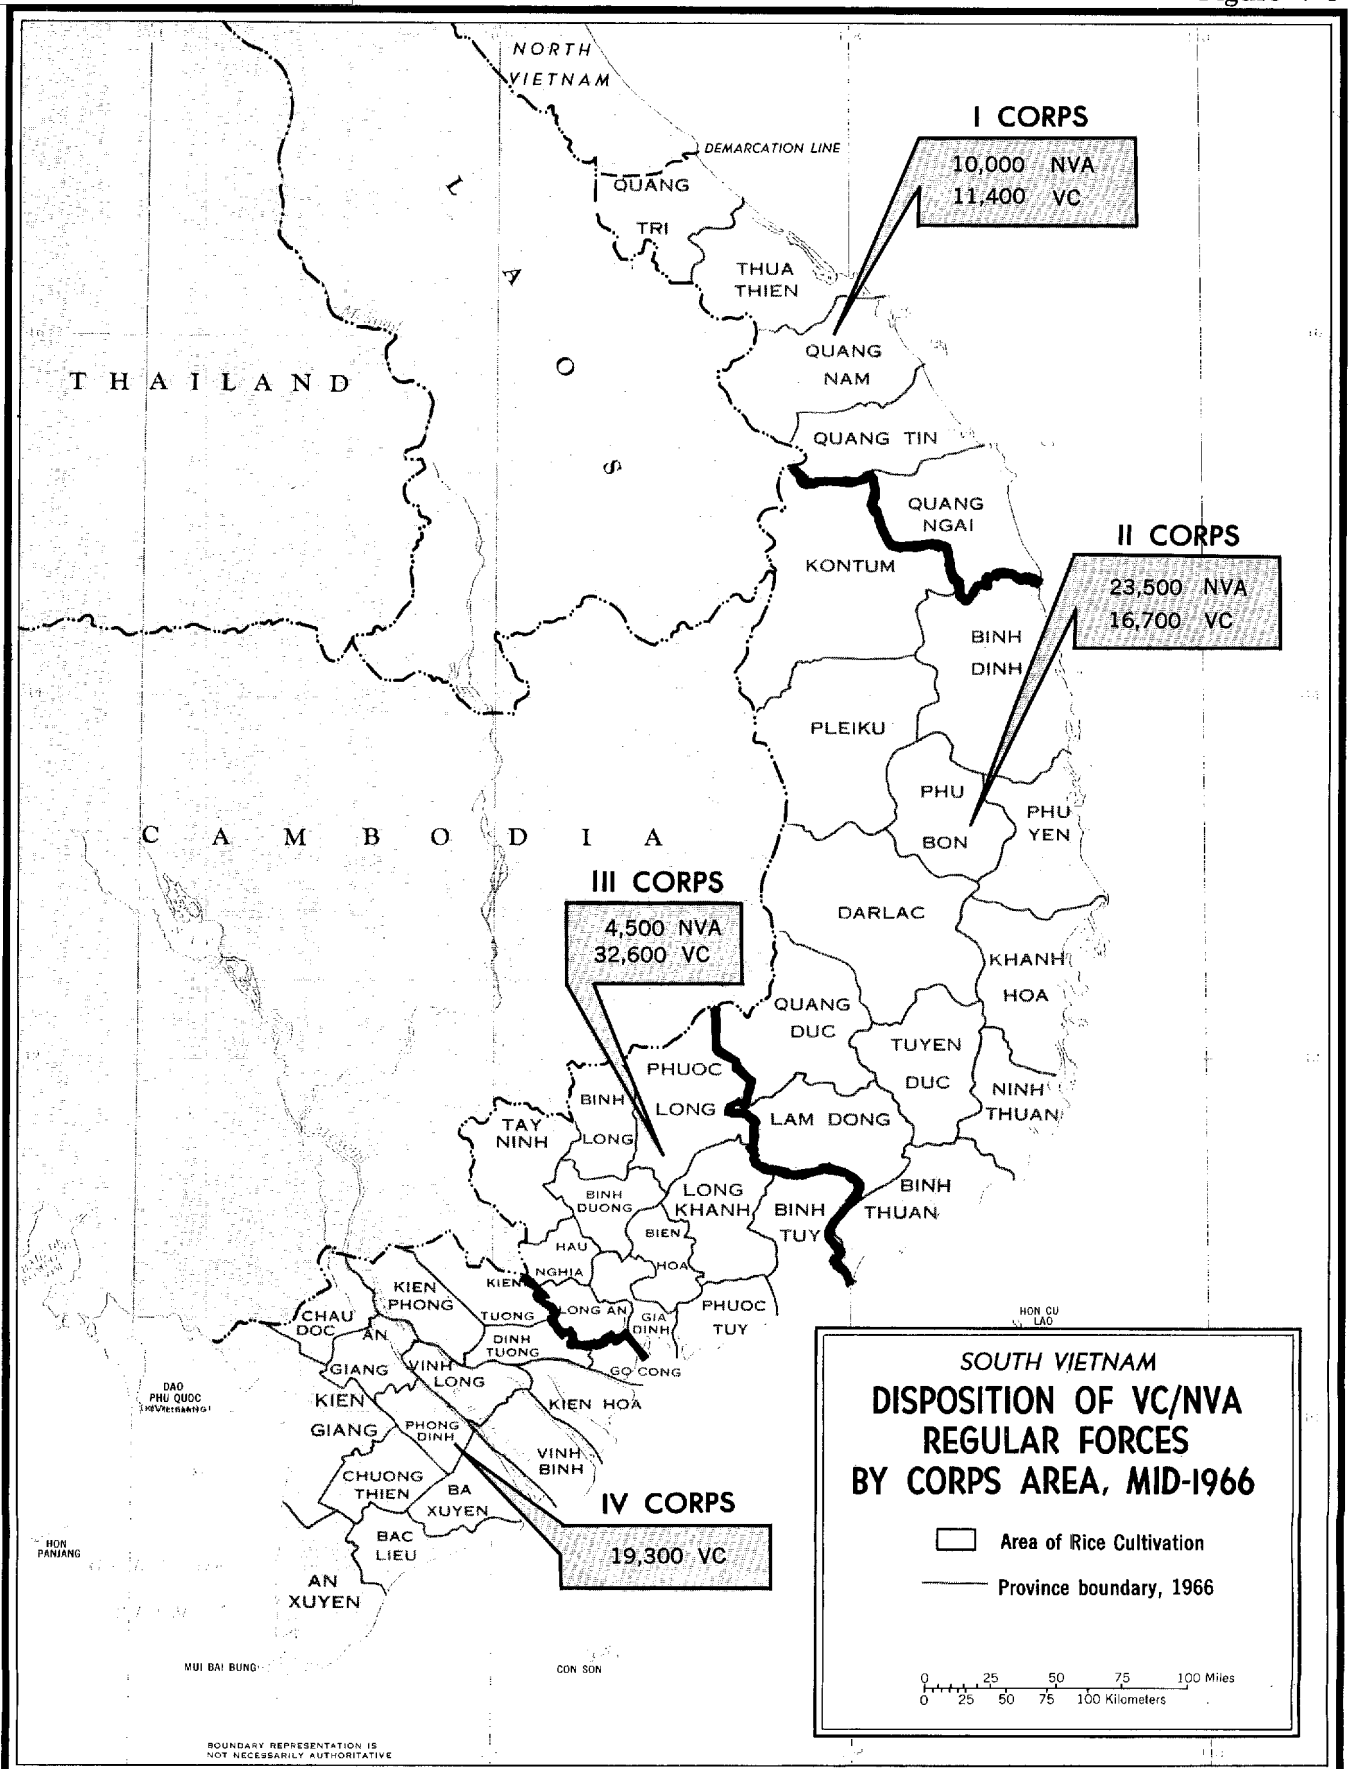 NORTH
VIETNAM
I CORPS
10,000 NVA
11,400 VC
DEMARCATION LINE
QUANG
TRI
THUA
THIEN
LAOS
QUANG
NAM
THAILAND
QUANG TIN
QUANG
NGAI
II CORPS
23,500 NVA
16,700 VC
KONTUM
BINH
DINH
PLEIKU
PHU
BON
PHU
YEN
CAMBODIA
III CORPS
4,500 NVA
32,600 VC
DARLAC
KHANH
HOA
QUANG
DUC
TUYEN
DUC
NINH
THUAN
PHUOC
LONG
BINH
LONG
LAM DONG
TAY
NINH
BINH
THUAN
LONG
KHANH
BINH
TUY
BINH
DUONG
BIEN
HOA
HAU
NGHIA
KIEN
TUONG
KIEN
PHONG
LONG AN
GIA
DINH
PHUOC
TUY
CHAU
DOC
AN
GIANG
DINH
TUONG
VINH
LONG
GO CONG
HON CU
LAO
DAO
PHU QUOC
KIEN
GIANG
KIEN HOA
PHONG
DINH
VINH
BINH
CHUONG
THIEN
BA
XUYEN
IV CORPS
19,300 VC
BAC
LIEU
HON
PANJANG
AN
XUYEN
MUI BAI BUNG
CON SON
SOUTH VIETNAM
DISPOSITION OF VC/NVA
REGULAR FORCES
BY CORPS AREA, MID-1966
Area of Rice Cultivation
Province boundary, 1966
0 25 50 75 100 Miles
0 25 50 75 100 Kilometers
BOUNDARY REPRESENTATION IS
NOT NECESSARILY AUTHORITATIVE